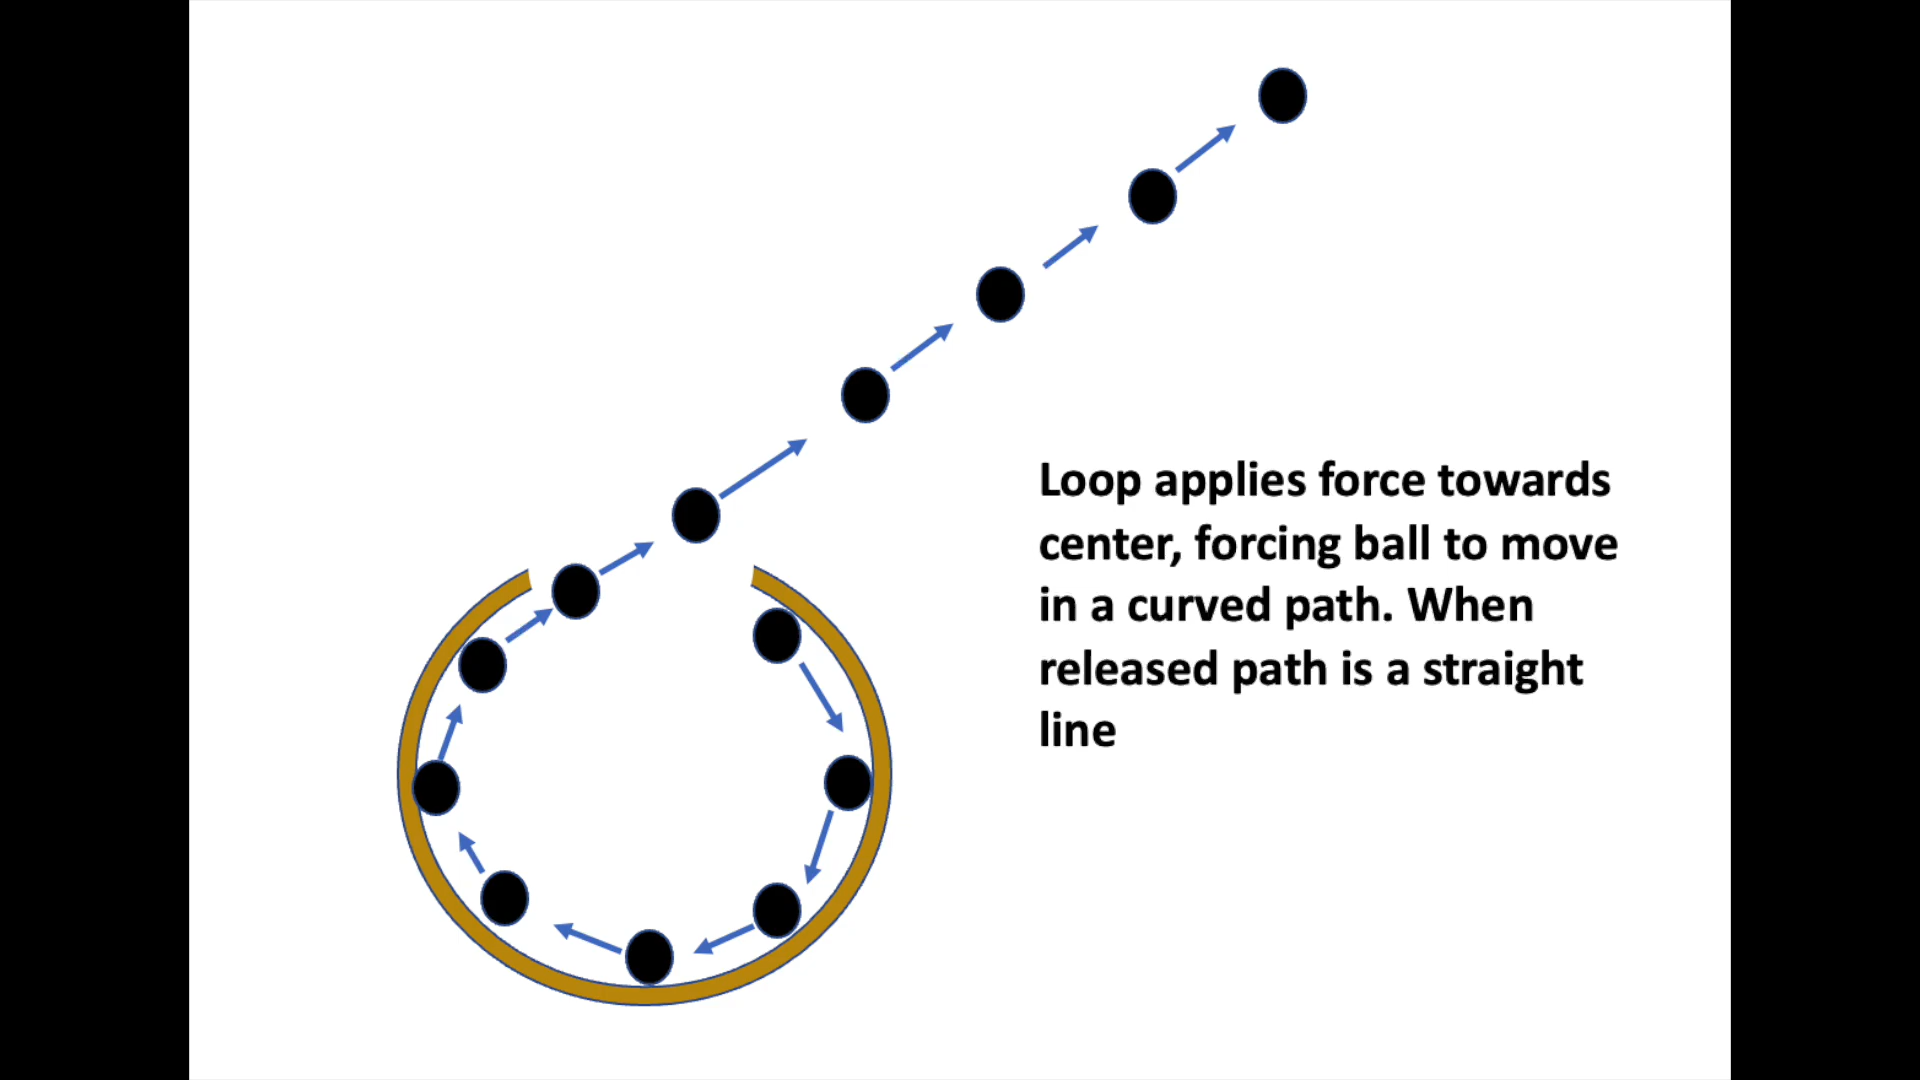 Loop applies force towards
center, forcing ball to move
in a curved path. When
released path is a straight
line